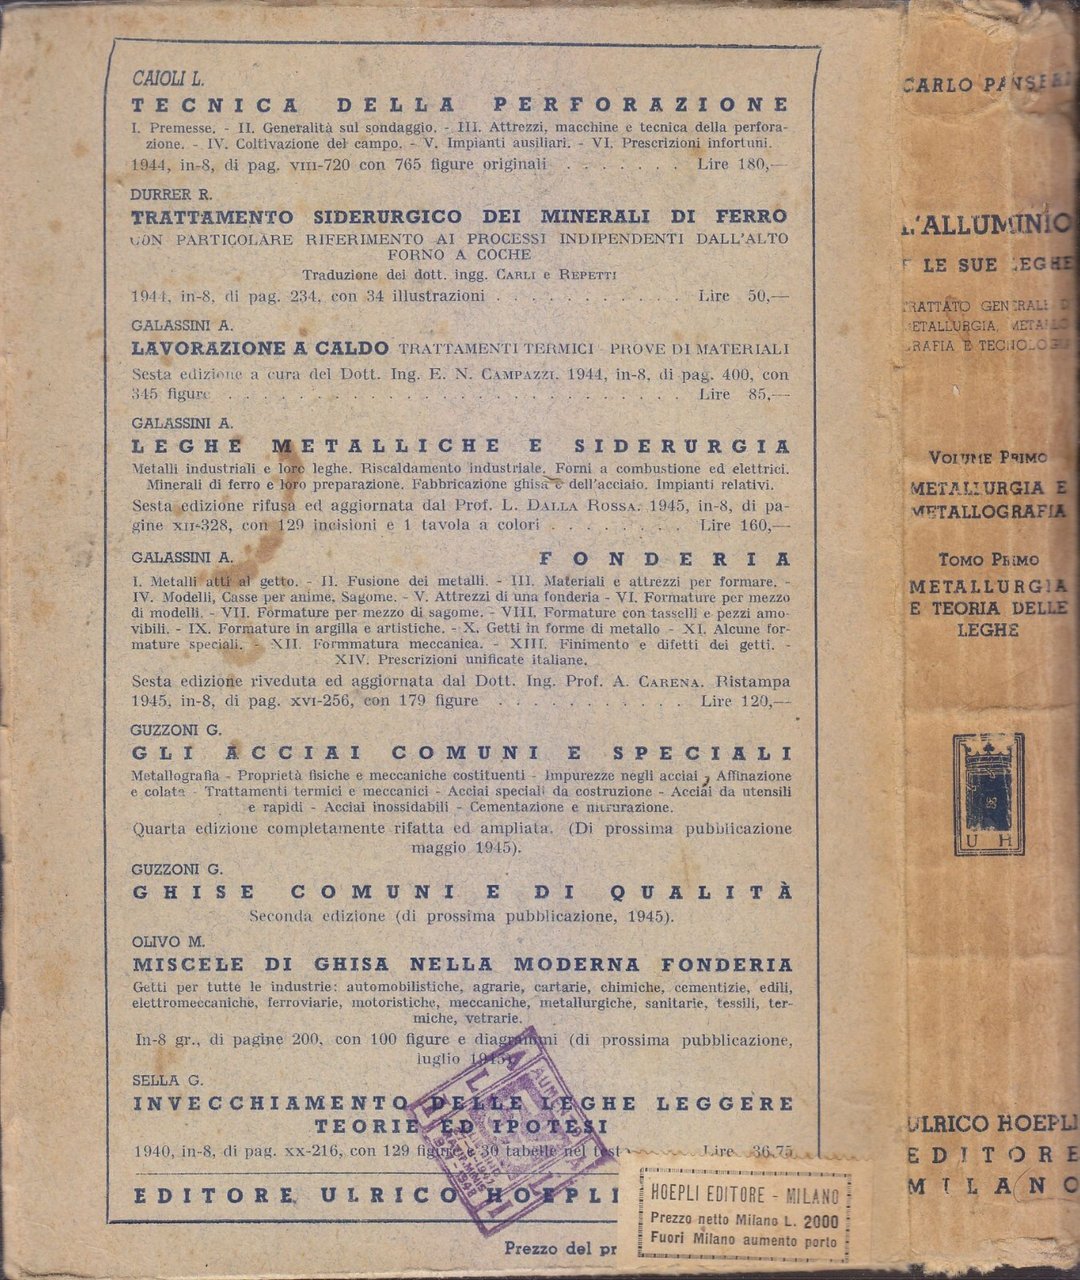 CAIOLI L.
TECNICA DELLA PERFORAZIONE
I. Premesse. - II. Generalità sul sondaggio. - III. Attrezzi, macchine e tecnica della perfora-
zione. - IV. Coltivazione del campo. - V. Impianti ausiliari. - VI. Prescrizioni infortuni.
1944, in-8, di pag. VIII-720 con 765 figure originali . . . . . . . Lire 180,—
DURRER R.
TRATTAMENTO SIDERURGICO DEI MINERALI DI FERRO
CON PARTICOLARE RIFERIMENTO AI PROCESSI INDIPENDENTI DALL'ALTO
FORNO A COCHE
Traduzione dei dott. ingg. CARLI e REPETTI
1944, in-8, di pag. 234, con 34 illustrazioni . . . . . . . . . . . Lire 50,—
GALASSINI A.
LAVORAZIONE A CALDO TRATTAMENTI TERMICI PROVE DI MATERIALI
Sesta edizione a cura del Dott. Ing. E. N. CAMPAZZI. 1944, in-8, di pag. 400, con
345 figure . . . . . . . . . . . . . . . . . . . . . . . . . . Lire 85,—
GALASSINI A.
LEGHE METALLICHE E SIDERURGIA
Metalli industriali e loro leghe. Riscaldamento industriale. Forni a combustione ed elettrici.
Minerali di ferro e loro preparazione. Fabbricazione ghisa e dell'acciaio. Impianti relativi.
Sesta edizione rifusa ed aggiornata dal Prof. L. DALLA ROSSA. 1945, in-8, di pa-
gine XII-328, con 129 incisioni e 1 tavola a colori . . . . . . . . Lire 160,—
GALASSINI A. FONDERIA
I. Metalli atti al getto. - II. Fusione dei metalli. - III. Materiali e attrezzi per formare. -
IV. Modelli, Casse per anime, Sagome. - V. Attrezzi di una fonderia - VI. Formature per mezzo
di modelli. - VII. Formature per mezzo di sagome. - VIII. Formature con tasselli e pezzi amo-
vibili. - IX. Formature in argilla e artistiche. - X. Getti in forme di metallo - XI. Alcune for-
mature speciali. - XII. Formmatura meccanica. - XIII. Finimento e difetti dei getti. -
XIV. Prescrizioni unificate italiane.
Sesta edizione riveduta ed aggiornata dal Dott. Ing. Prof. A. CARENA. Ristampa
1945, in-8, di pag. XVI-256, con 179 figure . . . . . . . . . . . Lire 120,—
GUZZONI G.
GLI ACCIAI COMUNI E SPECIALI
Metallografia - Proprietà fisiche e meccaniche costituenti - Impurezze negli acciai - Affinazione
e colata - Trattamenti termici e meccanici - Acciai speciali da costruzione - Acciai da utensili
e rapidi - Acciai inossidabili - Cementazione e nitrurazione.
Quarta edizione completamente rifatta ed ampliata. (Di prossima pubblicazione
maggio 1945).
GUZZONI G.
GHISE COMUNI E DI QUALITÀ
Seconda edizione (di prossima pubblicazione, 1945).
OLIVO M.
MISCELE DI GHISA NELLA MODERNA FONDERIA
Getti per tutte le industrie: automobilistiche, agrarie, cartarie, chimiche, cementizie, edili,
elettromeccaniche, ferroviarie, motoristiche, meccaniche, metallurgiche, sanitarie, tessili, ter-
miche, vetrarie.
In-8 gr., di pagine 200, con 100 figure e diagrammi (di prossima pubblicazione,
luglio 1945).
SELLA G.
INVECCHIAMENTO DELLE LEGHE LEGGERE
TEORIE ED IPOTESI
1940, in-8, di pag. XX-216, con 129 figure e 30 tabelle nel testo Lire 36,75
EDITORE ULRICO HOEPLI
Prezzo del pr
HOEPLI EDITORE - MILANO
Prezzo netto Milano L. 2000
Fuori Milano aumento porto
AUMENTO
CARLO PANSERI
L'ALLUMINIO
E LE SUE LEGHE
TRATTATO GENERALE DI
METALLURGIA, METALLO
GRAFIA E TECNOLOGIA
VOLUME PRIMO
METALLURGIA E
METALLOGRAFIA
TOMO PRIMO
METALLURGIA
E TEORIA DELLE
LEGHE
U H
ULRICO HOEPLI
EDITORE
MILANO